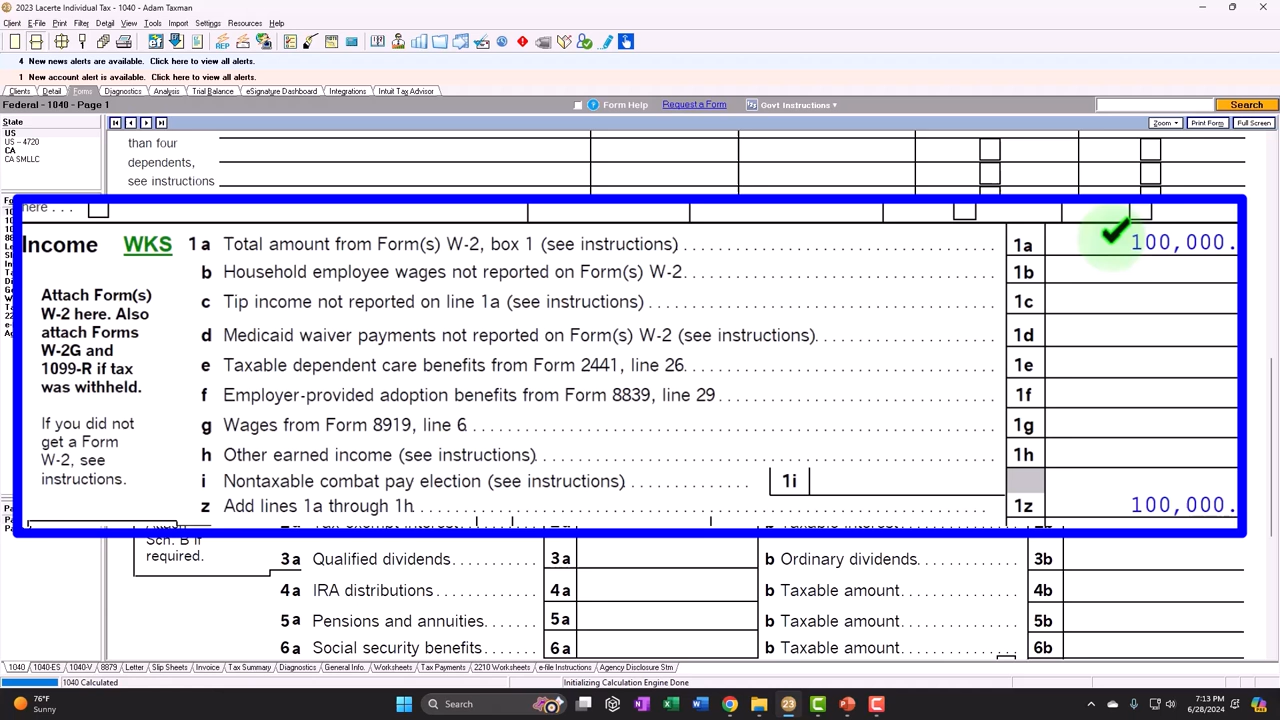 2023 Lacerte Individual Tax - 1040 - Adam Taxman
Client E-File Print Filter Detail View Tools Import Settings Resources Help
4 New news alerts are available. Click here to view all alerts.
1 New account alert is available. Click here to view all alerts.
Clients Detail Forms Diagnostics Analysis Trial Balance eSignature Dashboard Integrations Intuit Tax Advisor
Federal - 1040 - Page 1 Form Help Request a Form Govt Instructions Search
State
US
US - 4720
CA
CA SMLLC
Zoom Print Form Full Screen
than four
dependents,
see instructions
here . . .
Income WKS 1 a Total amount from Form(s) W-2, box 1 (see instructions) 1a 100,000.
b Household employee wages not reported on Form(s) W-2 1b
c Tip income not reported on line 1a (see instructions) 1c
d Medicaid waiver payments not reported on Form(s) W-2 (see instructions) 1d
e Taxable dependent care benefits from Form 2441, line 26 1e
f Employer-provided adoption benefits from Form 8839, line 29 1f
g Wages from Form 8919, line 6 1g
h Other earned income (see instructions) 1h
i Nontaxable combat pay election (see instructions) 1i
z Add lines 1a through 1h 1z 100,000.
Attach Form(s)
W-2 here. Also
attach Forms
W-2G and
1099-R if tax
was withheld.
If you did not
get a Form
W-2, see
instructions.
Sch. B if
required.
3a Qualified dividends 3a b Ordinary dividends 3b
4a IRA distributions 4a b Taxable amount 4b
5a Pensions and annuities 5a b Taxable amount 5b
6a Social security benefits 6a b Taxable amount 6b
1040 1040-ES 1040-V 8879 Letter Slip Sheets Invoice Tax Summary Diagnostics General Info. Worksheets Tax Payments 2210 Worksheets e-file Instructions Agency Disclosure Stm
1040 Calculated Initializing Calculation Engine Done
76°F
Sunny
Search
7:13 PM
6/28/2024